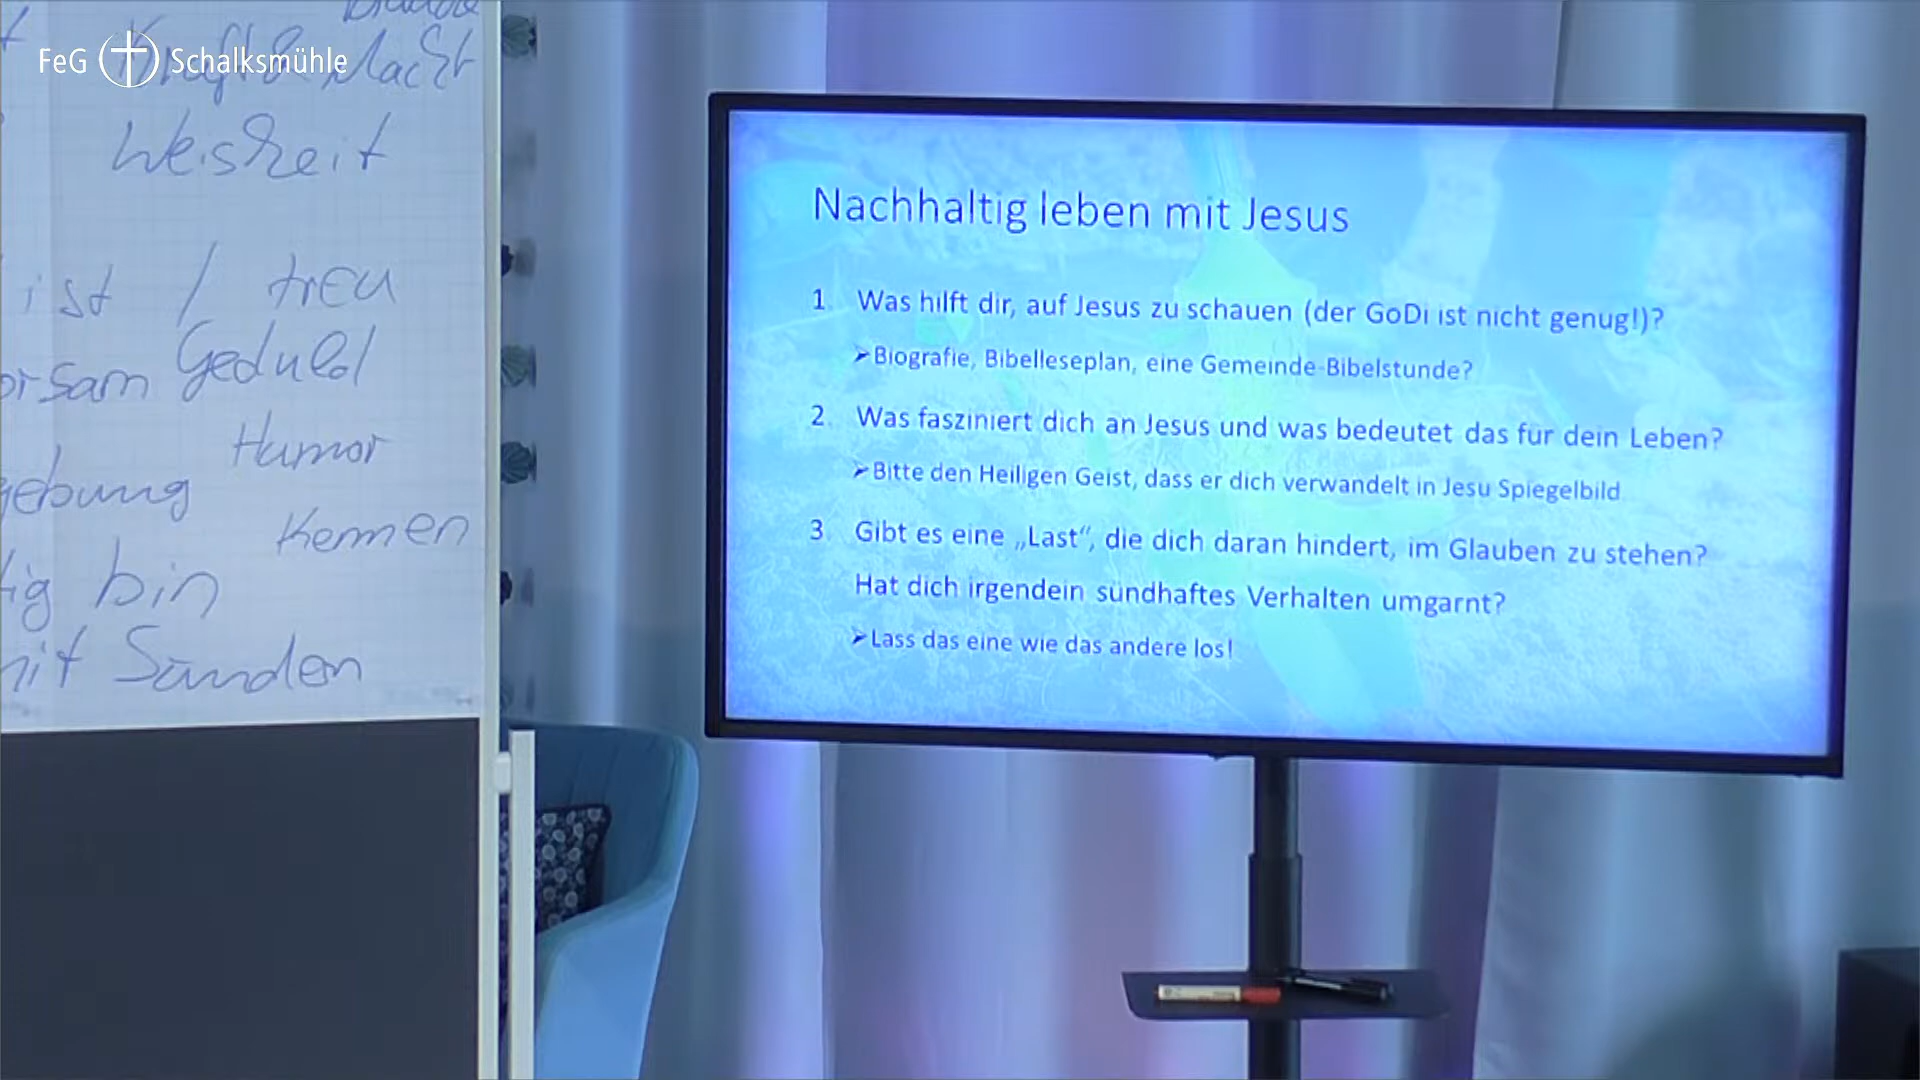 FeG Schalksmühle
Kraft & Macht
Weisheit
ist / treu
Geduld
Humor
bin
Sünden
Nachhaltig leben mit Jesus
1. Was hilft dir, auf Jesus zu schauen (der GoDi ist nicht genug!)?
➢Biografie, Bibelleseplan, eine Gemeinde-Bibelstunde?
2. Was fasziniert dich an Jesus und was bedeutet das für dein Leben?
➢Bitte den Heiligen Geist, dass er dich verwandelt in Jesu Spiegelbild
3. Gibt es eine „Last“, die dich daran hindert, im Glauben zu stehen?
Hat dich irgendein sündhaftes Verhalten umgarnt?
➢Lass das eine wie das andere los!